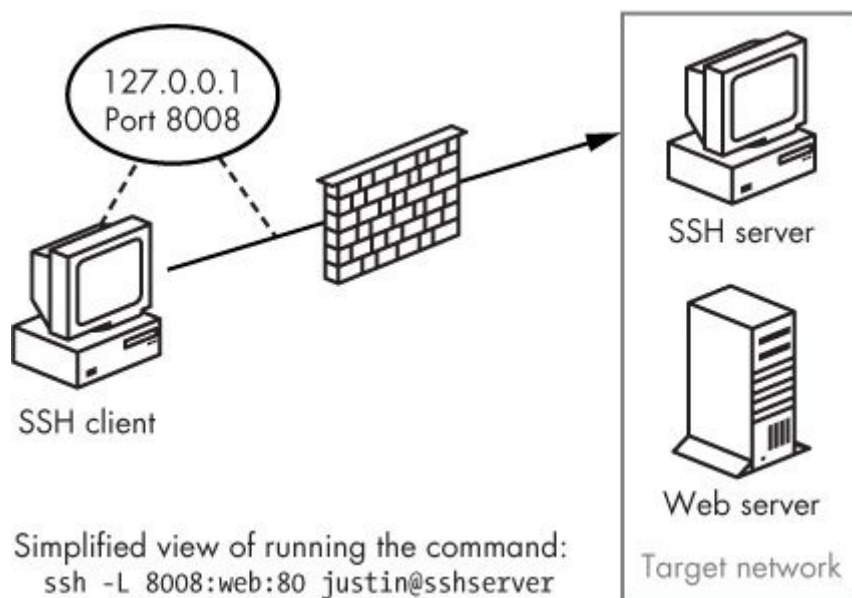 127.0.0.1
Port 8008
SSH client
SSH server
Web server
Target network
Simplified view of running the command:
ssh -L 8008:web:80 justin@sshserver